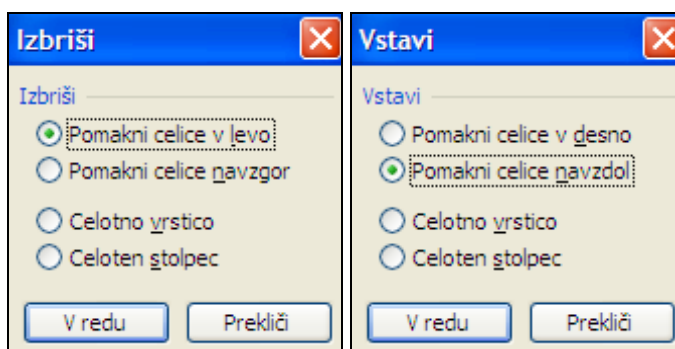 Izbriši
Izbriši
Pomakni celice v levo
Pomakni celice navzgor
Celotno vrstico
Celoten stolpec
V redu
Prekliči
Vstavi
Vstavi
Pomakni celice v desno
Pomakni celice navzdol
Celotno vrstico
Celoten stolpec
V redu
Prekliči